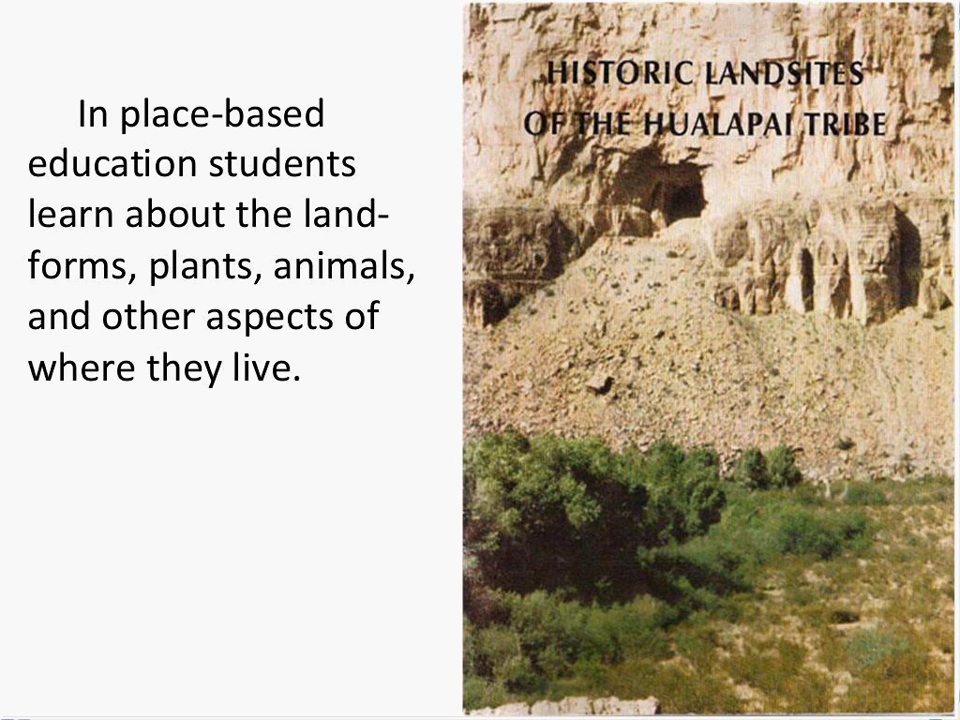 In place-based
education students
learn about the land-
forms, plants, animals,
and other aspects of
where they live.
HISTORIC LANDSITES
OF THE HUALAPAI TRIBE